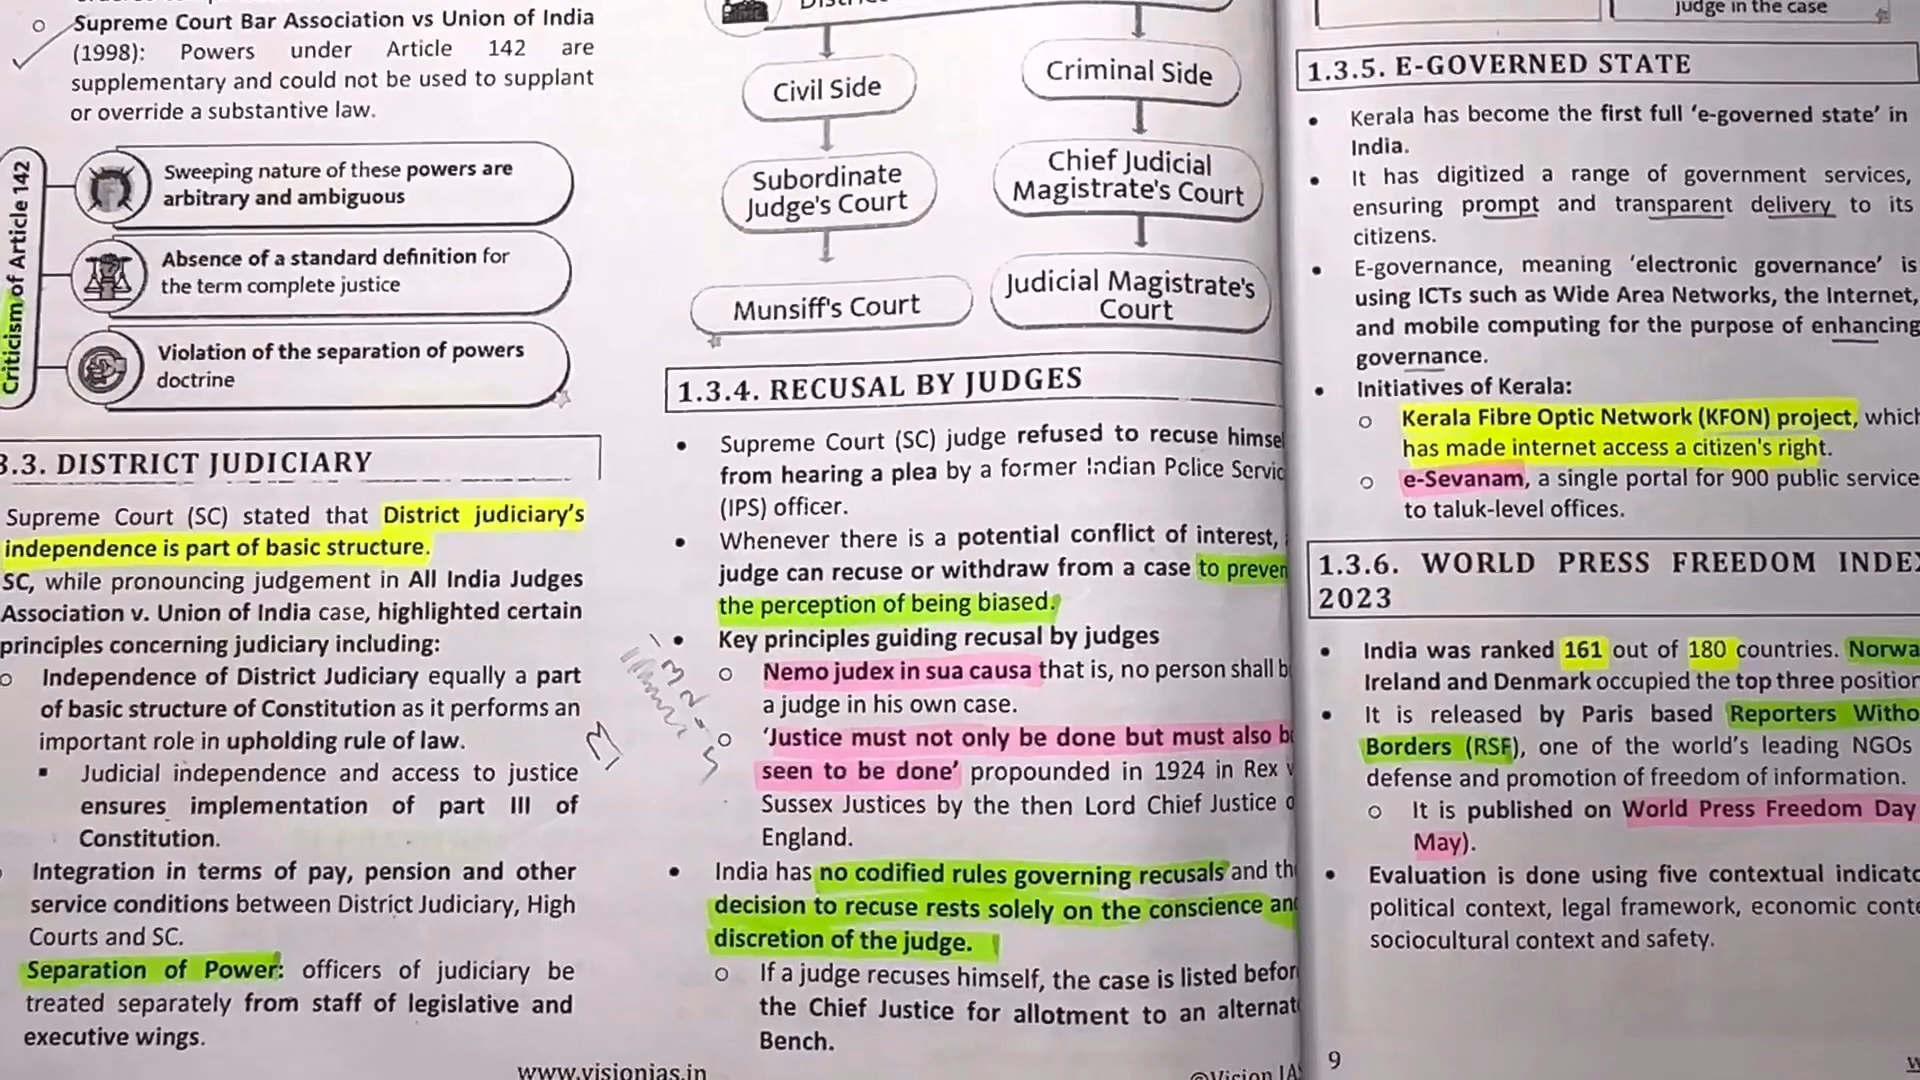 Supreme Court Bar Association vs Union of India
(1998): Powers under Article 142 are
supplementary and could not be used to supplant
or override a substantive law.
Criticism of Article 142
Sweeping nature of these powers are
arbitrary and ambiguous
Absence of a standard definition for
the term complete justice
Violation of the separation of powers
doctrine
3.3. DISTRICT JUDICIARY
Supreme Court (SC) stated that District judiciary's
independence is part of basic structure.
SC, while pronouncing judgement in All India Judges
Association v. Union of India case, highlighted certain
principles concerning judiciary including:
Independence of District Judiciary equally a part
of basic structure of Constitution as it performs an
important role in upholding rule of law.
Judicial independence and access to justice
ensures implementation of part III of
Constitution.
Integration in terms of pay, pension and other
service conditions between District Judiciary, High
Courts and SC.
Separation of Power: officers of judiciary be
treated separately from staff of legislative and
executive wings.
www.visionias.in
Civil Side
Criminal Side
Subordinate
Judge's Court
Chief Judicial
Magistrate's Court
Munsiff's Court
Judicial Magistrate's
Court
1.3.4. RECUSAL BY JUDGES
Supreme Court (SC) judge refused to recuse himse
from hearing a plea by a former Indian Police Servic
(IPS) officer.
Whenever there is a potential conflict of interest,
judge can recuse or withdraw from a case to preven
the perception of being biased.
Key principles guiding recusal by judges
Nemo judex in sua causa that is, no person shall b
a judge in his own case.
'Justice must not only be done but must also b
seen to be done' propounded in 1924 in Rex v
Sussex Justices by the then Lord Chief Justice o
England.
India has no codified rules governing recusals and th
decision to recuse rests solely on the conscience an
discretion of the judge.
If a judge recuses himself, the case is listed befor
the Chief Justice for allotment to an alternat
Bench.
©Vision IAS
judge in the case
1.3.5. E-GOVERNED STATE
Kerala has become the first full 'e-governed state' in
India.
It has digitized a range of government services,
ensuring prompt and transparent delivery to its
citizens.
E-governance, meaning 'electronic governance' is
using ICTs such as Wide Area Networks, the Internet,
and mobile computing for the purpose of enhancing
governance.
Initiatives of Kerala:
Kerala Fibre Optic Network (KFON) project, which
has made internet access a citizen's right.
e-Sevanam, a single portal for 900 public service
to taluk-level offices.
1.3.6. WORLD PRESS FREEDOM INDEX
2023
India was ranked 161 out of 180 countries. Norwa
Ireland and Denmark occupied the top three position
It is released by Paris based Reporters Witho
Borders (RSF), one of the world's leading NGOs
defense and promotion of freedom of information.
It is published on World Press Freedom Day
May).
Evaluation is done using five contextual indicato
political context, legal framework, economic conte
sociocultural context and safety.
9